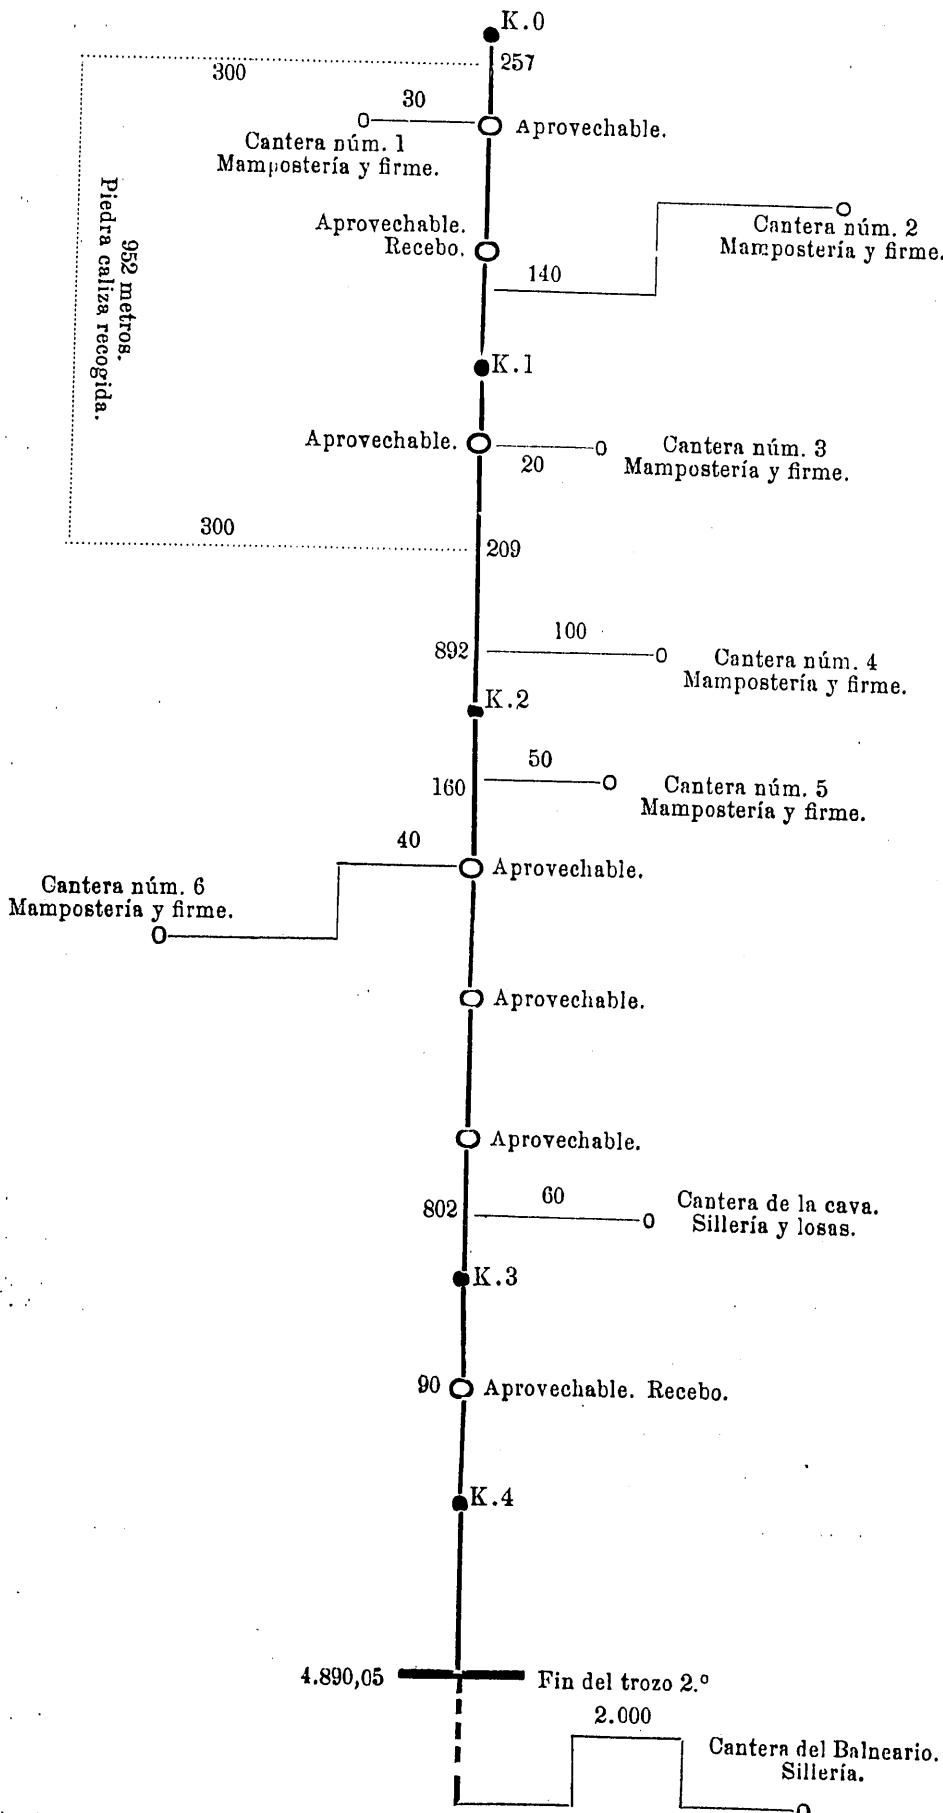 K.0
257
300
30
Aprovechable.
Cantera núm. 1
Mampostería y firme.
952 metros.
Piedra caliza recogida.
Aprovechable.
Recebo.
Cantera núm. 2
Mampostería y firme.
140
K.1
Aprovechable.
Cantera núm. 3
Mampostería y firme.
20
300
209
100
892
Cantera núm. 4
Mampostería y firme.
K.2
50
160
Cantera núm. 5
Mampostería y firme.
40
Aprovechable.
Cantera núm. 6
Mampostería y firme.
Aprovechable.
Aprovechable.
60
802
Cantera de la cava.
Sillería y losas.
K.3
90
Aprovechable. Recebo.
K.4
4.890,05
Fin del trozo 2.º
2.000
Cantera del Balneario.
Sillería.